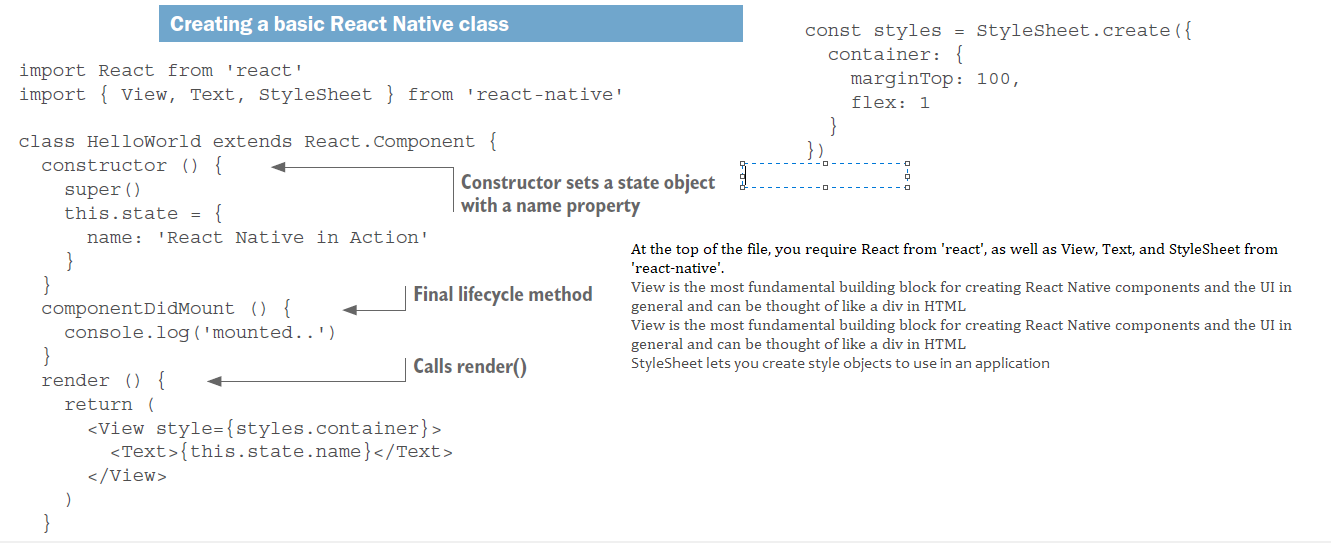 Creating a basic React Native class
import React from 'react'
import { View, Text, StyleSheet } from 'react-native'
class HelloWorld extends React.Component {
constructor () {
super()
this.state = {
name: 'React Native in Action'
}
}
componentDidMount () {
console.log('mounted..')
}
render () {
return (
<View style={styles.container}>
<Text>{this.state.name}</Text>
</View>
)
}
Constructor sets a state object
with a name property
Final lifecycle method
Calls render()
const styles = StyleSheet.create({
container: {
marginTop: 100,
flex: 1
}
})
At the top of the file, you require React from 'react', as well as View, Text, and StyleSheet from
'react-native'.
View is the most fundamental building block for creating React Native components and the UI in
general and can be thought of like a div in HTML
View is the most fundamental building block for creating React Native components and the UI in
general and can be thought of like a div in HTML
StyleSheet lets you create style objects to use in an application